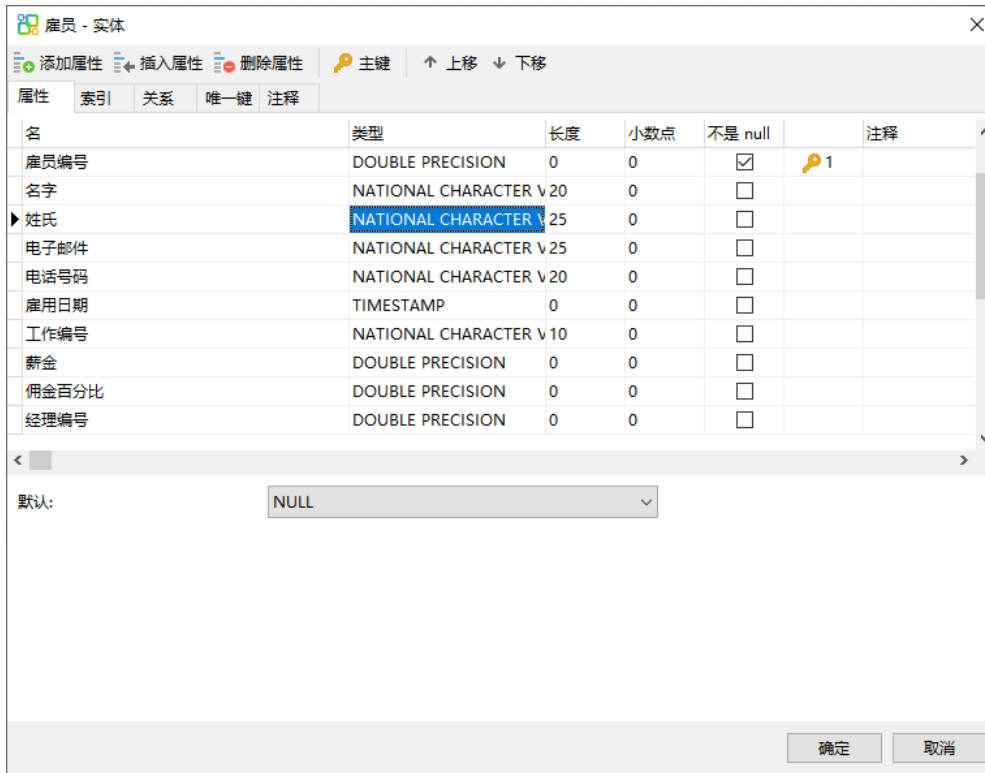 雇员 - 实体
添加属性 插入属性 删除属性 主键 上移 下移
属性 索引 关系 唯一键 注释
名 类型 长度 小数点 不是 null 注释
雇员编号 DOUBLE PRECISION 0 0 1
名字 NATIONAL CHARACTER V 20 0
姓氏 NATIONAL CHARACTER V 25 0
电子邮件 NATIONAL CHARACTER V 25 0
电话号码 NATIONAL CHARACTER V 20 0
雇用日期 TIMESTAMP 0 0
工作编号 NATIONAL CHARACTER V 10 0
薪金 DOUBLE PRECISION 0 0
佣金百分比 DOUBLE PRECISION 0 0
经理编号 DOUBLE PRECISION 0 0
默认: NULL
确定 取消